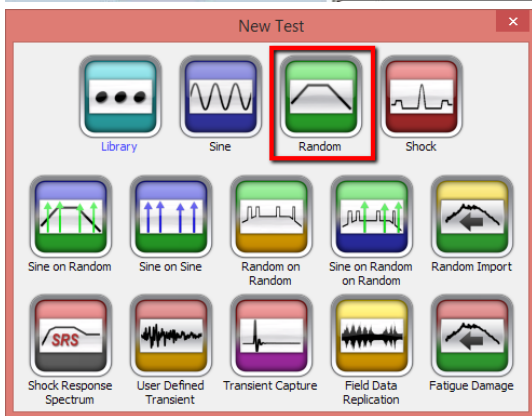 New Test
×
Library
Sine
Random
Shock
Sine on Random
Sine on Sine
Random on
Random
Sine on Random
on Random
Random Import
SRS
Shock Response
Spectrum
User Defined
Transient
Transient Capture
Field Data
Replication
Fatigue Damage